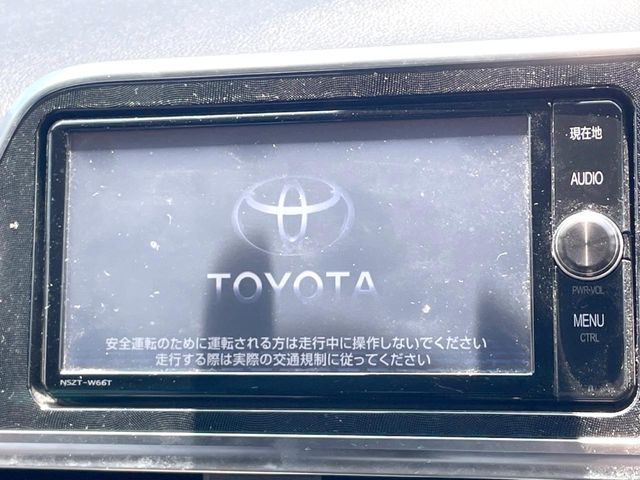 現在地
AUDIO
TOYOTA
PWR-VOL
安全運転のために運転される方は走行中に操作しないでください
走行する際は実際の交通規制に従ってください
MENU
CTRL
NSZT-W66T